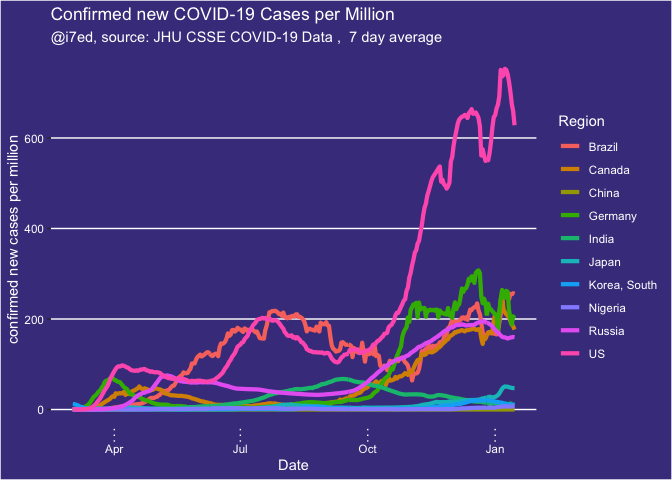 Confirmed new COVID-19 Cases per Million
@i7ed, source: JHU CSSE COVID-19 Data ,  7 day average
confirmed new cases per million
600
400
200
0
Apr
Jul
Oct
Jan
Date
Region
Brazil
Canada
China
Germany
India
Japan
Korea, South
Nigeria
Russia
US